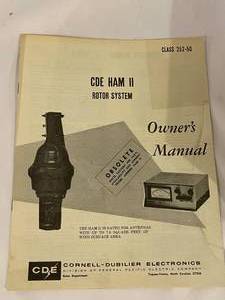 CLASS 253-50
CDE HAM II
ROTOR SYSTEM
Owner's
Manual
OBSOLETE
THE HAM II IS RATED FOR ANTENNAS
WITH UP TO 7.5 SQUARE FEET OF
WIND SURFACE AREA.
CDE
CORNELL-DUBILIER ELECTRONICS
DIVISION OF FEDERAL PACIFIC ELECTRIC COMPANY